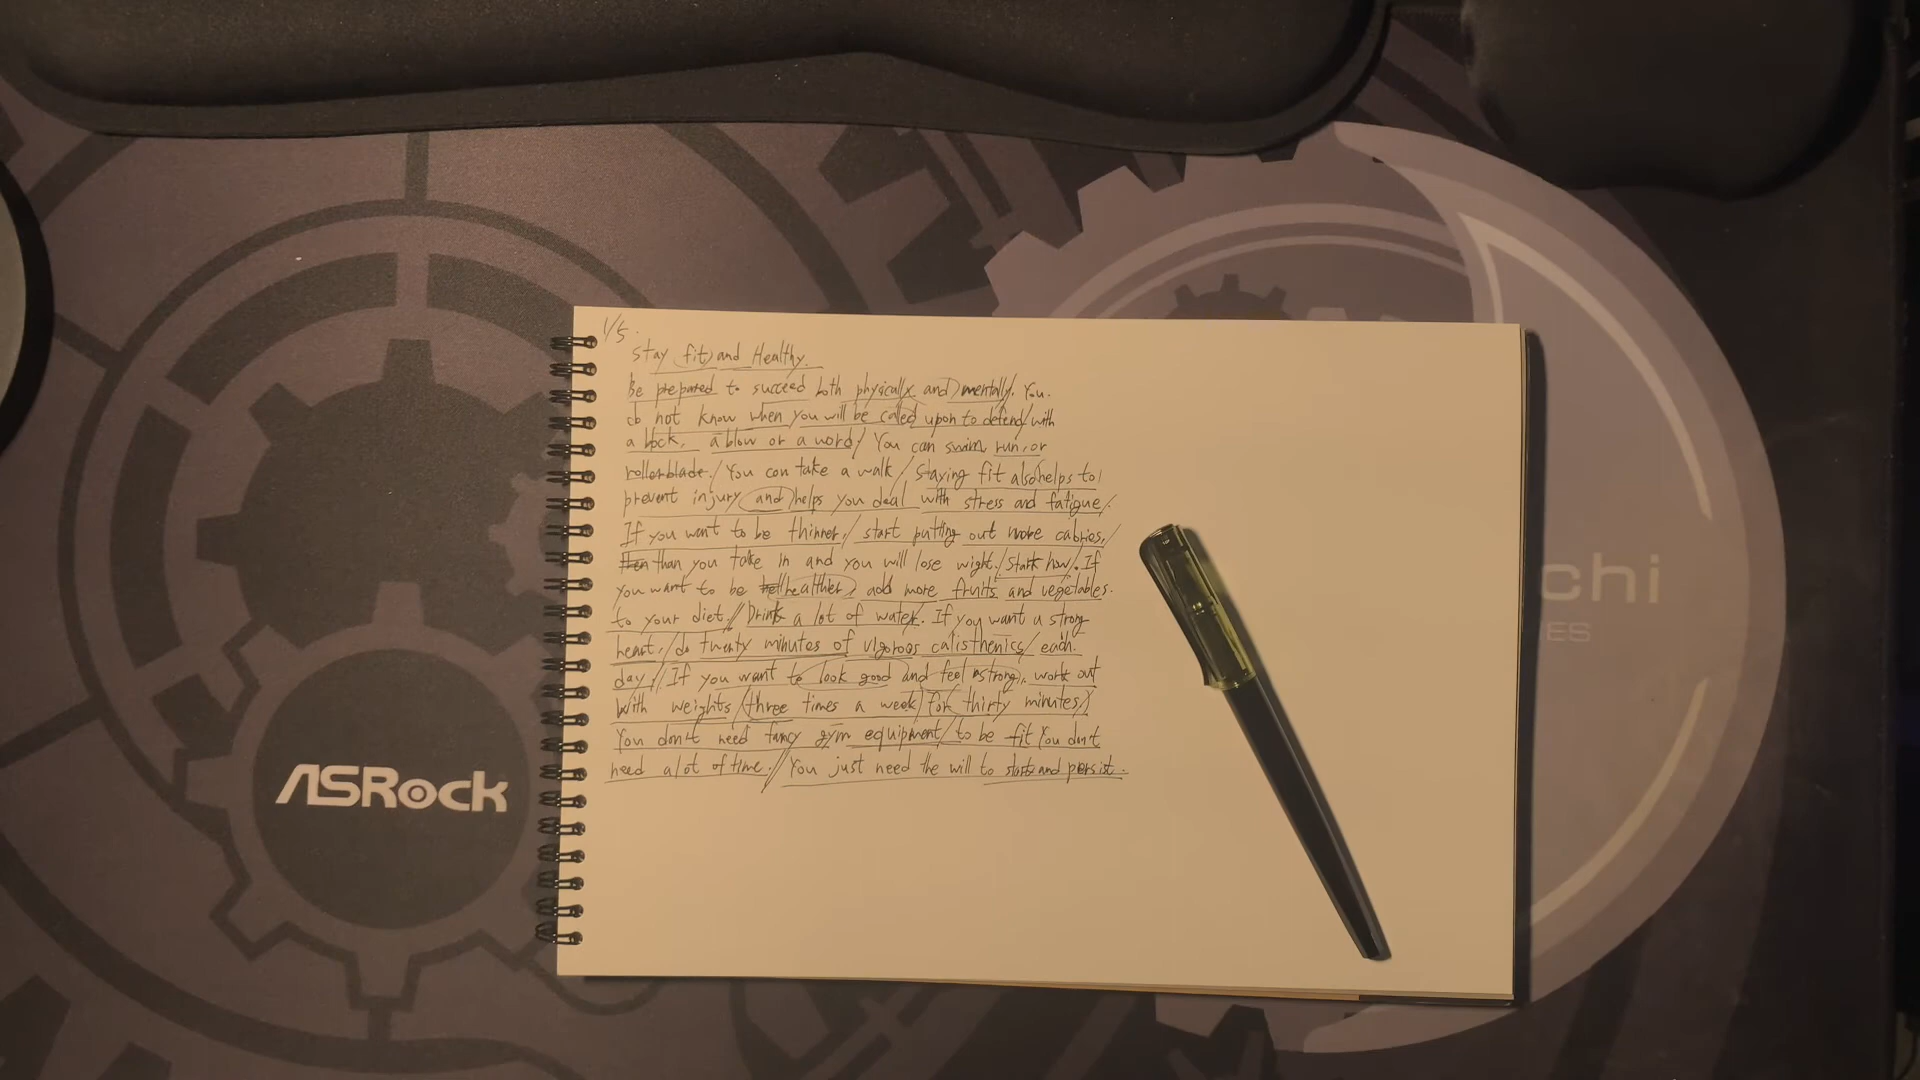 1/5.
Stay fit and Healthy.
Be prepared to succeed both physically and mentally. You
do not know when you will be called upon to defend/with
a block, a blow or a word/ You can swim, run, or
rollerblade./You can take a walk/Staying fit also helps to/
prevent injury and helps you deal with stress and fatigue/.
If you want to be thinner,/start putting out more calories,/
then than you take in and you will lose wight./Start now/. If
you want to be healthier, add more fruits and vegetables.
to your diet.//Drink a lot of water. If you want a strong
heart,/do twenty minutes of vigoroos calisthenics/each.
day,//If you want to look good and feel strong, work out
With weights/three times a week/for thirty minutes/
You don't need fancy gym equipment/to be fit You don't
need a lot of time.//You just need the will to start and persist.
ASRock
chi
ES